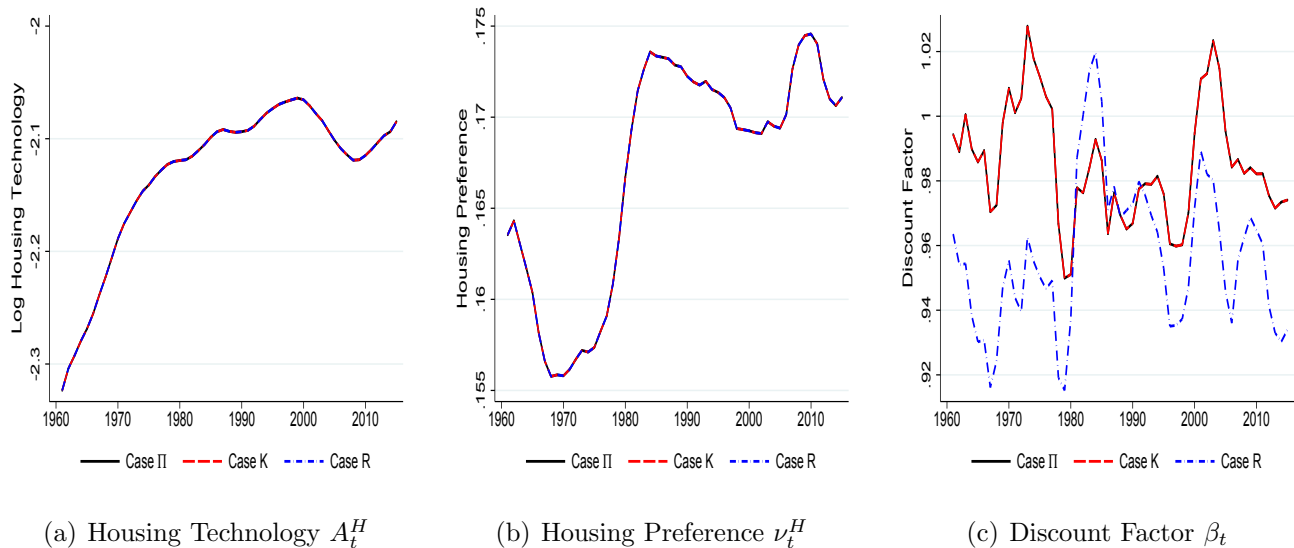 Log Housing Technology
-2
-2.1
-2.2
-2.3
1960 1970 1980 1990 2000 2010
Case Π Case K Case R
(a) Housing Technology A_t^H
Housing Preference
.175
.17
.165
.16
.155
1960 1970 1980 1990 2000 2010
Case Π Case K Case R
(b) Housing Preference ν_t^H
Discount Factor
1.02
1
.98
.96
.94
.92
1960 1970 1980 1990 2000 2010
Case Π Case K Case R
(c) Discount Factor β_t